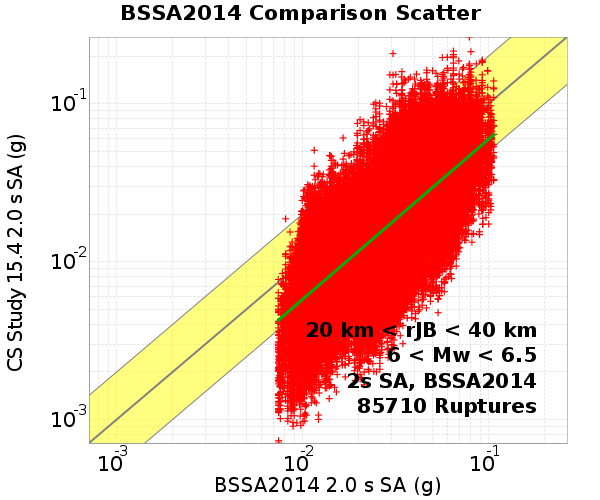 BSSA2014 Comparison Scatter
CS Study 15.4 2.0 s SA (g)
10-1
10-2
10-3
20 km < rJB < 40 km
6 < Mw < 6.5
2s SA, BSSA2014
85710 Ruptures
10-3 10-2 10-1
BSSA2014 2.0 s SA (g)